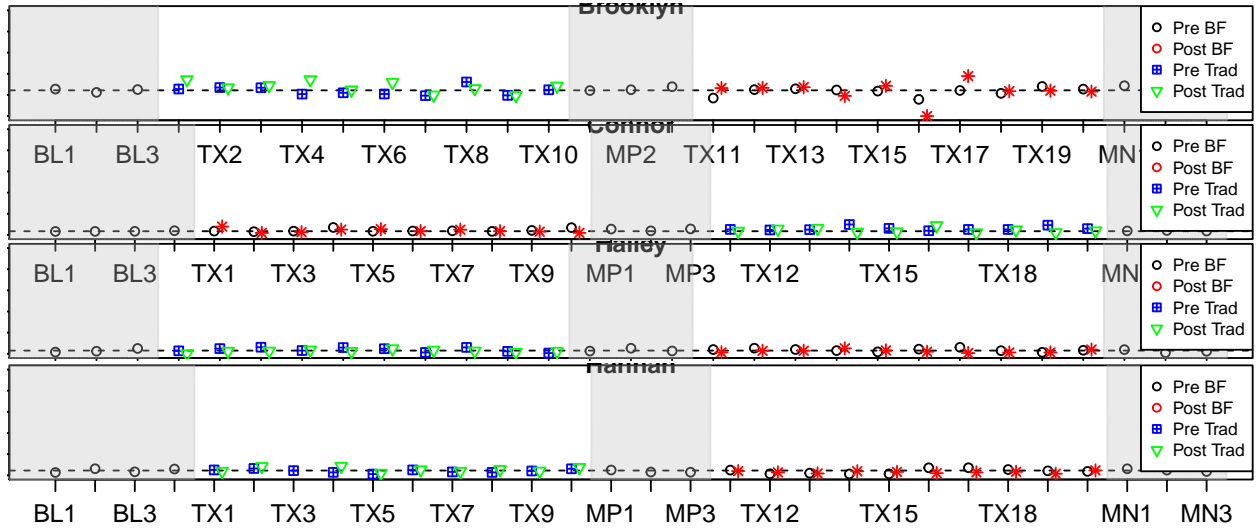 Brooklyn
Pre BF
Post BF
Pre Trad
Post Trad
Connor
BL1 BL3 TX2 TX4 TX6 TX8 TX10 MP2 TX11 TX13 TX15 TX17 TX19
Pre BF
Post BF
Pre Trad
Post Trad
Hailey
BL1 BL3 TX1 TX3 TX5 TX7 TX9 MP1 MP3 TX12 TX15 TX18
Pre BF
Post BF
Pre Trad
Post Trad
Hannah
Pre BF
Post BF
Pre Trad
Post Trad
BL1 BL3 TX1 TX3 TX5 TX7 TX9 MP1 MP3 TX12 TX15 TX18 MN1 MN3